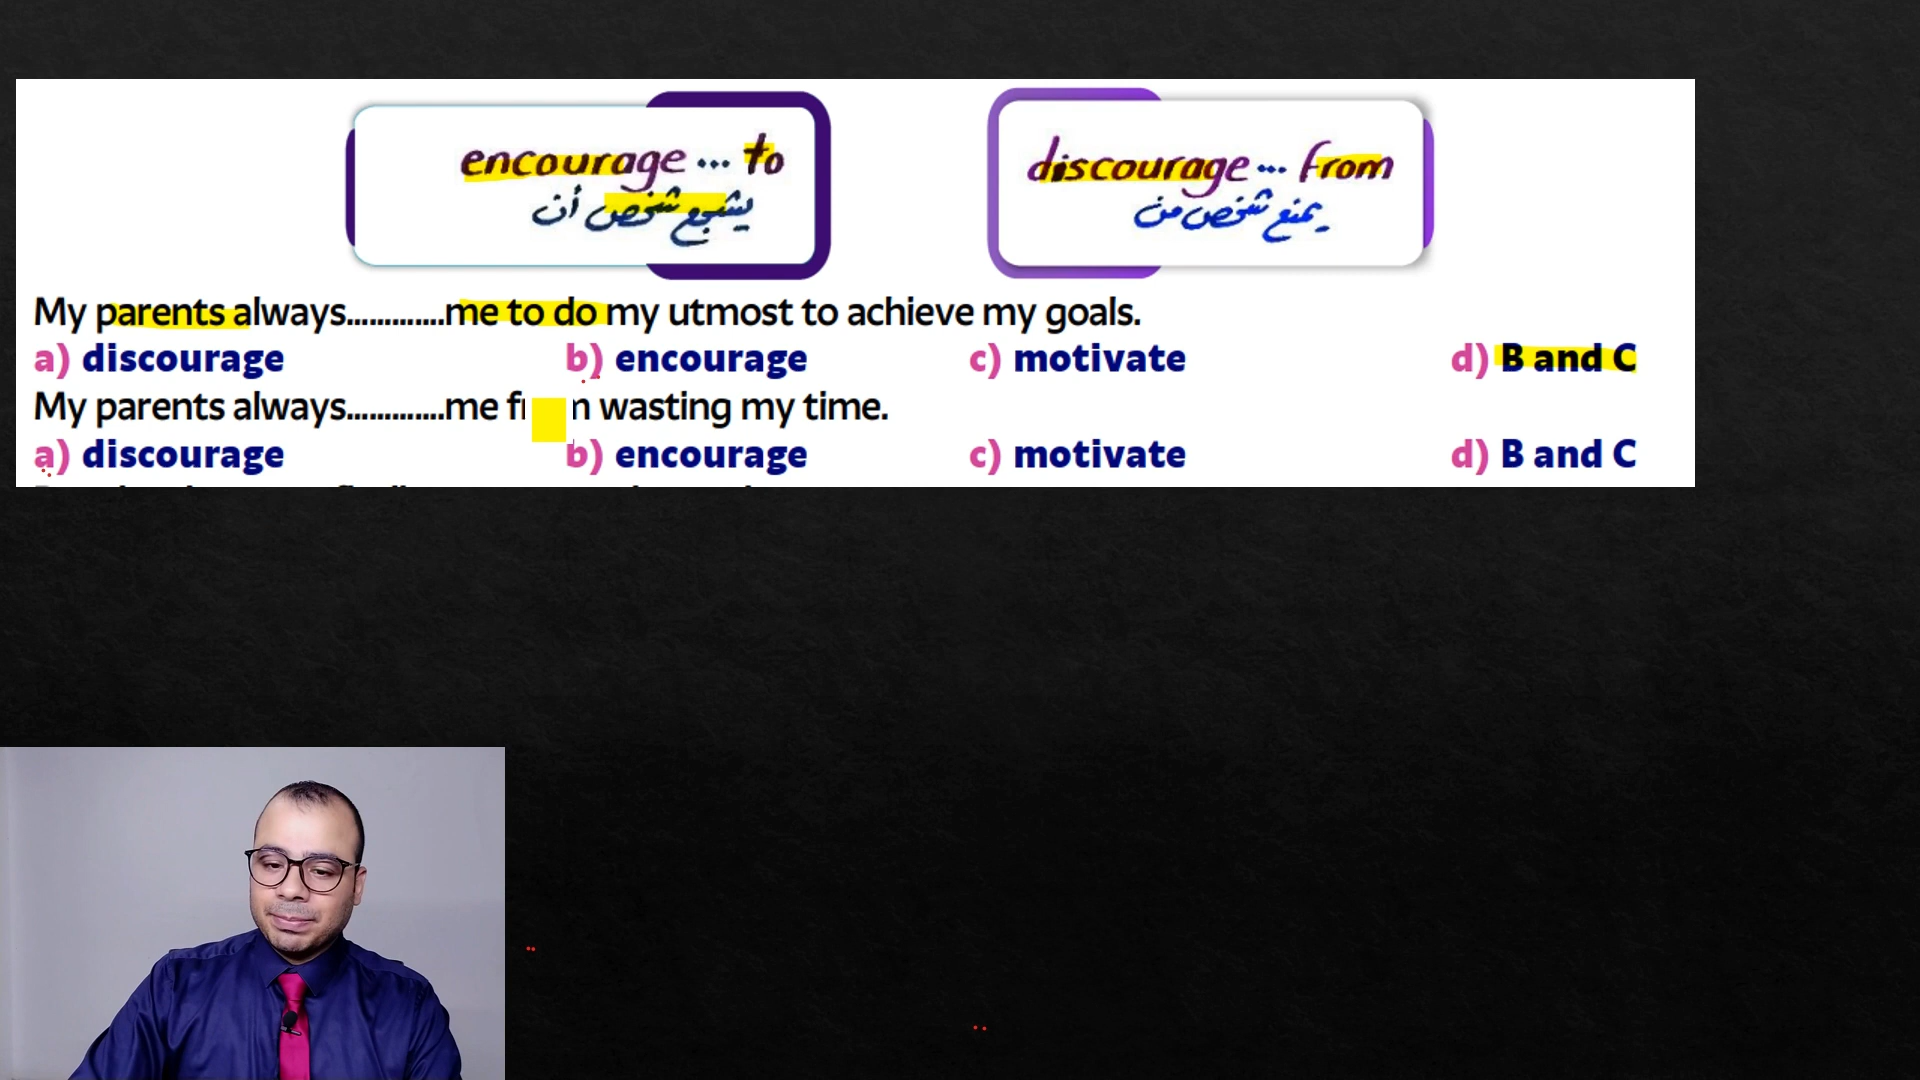 encourage ... to
يشجع شخص أن
discourage ... from
يمنع شخص من
My parents always.............me to do my utmost to achieve my goals.
a) discourage b) encourage c) motivate d) B and C
My parents always.............me wasting my time.
a) discourage b) encourage c) motivate d) B and C